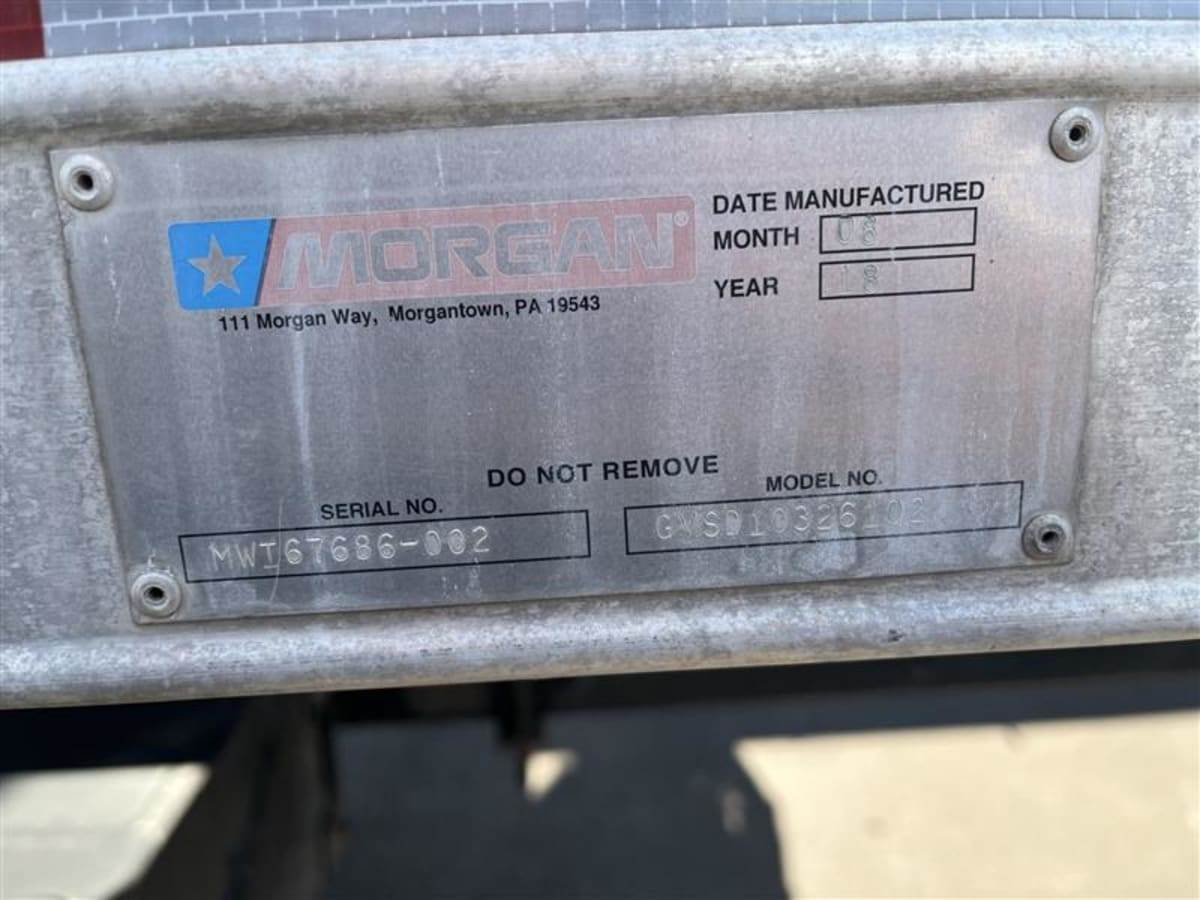 MORGAN®
111 Morgan Way, Morgantown, PA 19543
DATE MANUFACTURED
MONTH 08
YEAR 18
DO NOT REMOVE
SERIAL NO.
MWI67686-002
MODEL NO.
GVSD10326102